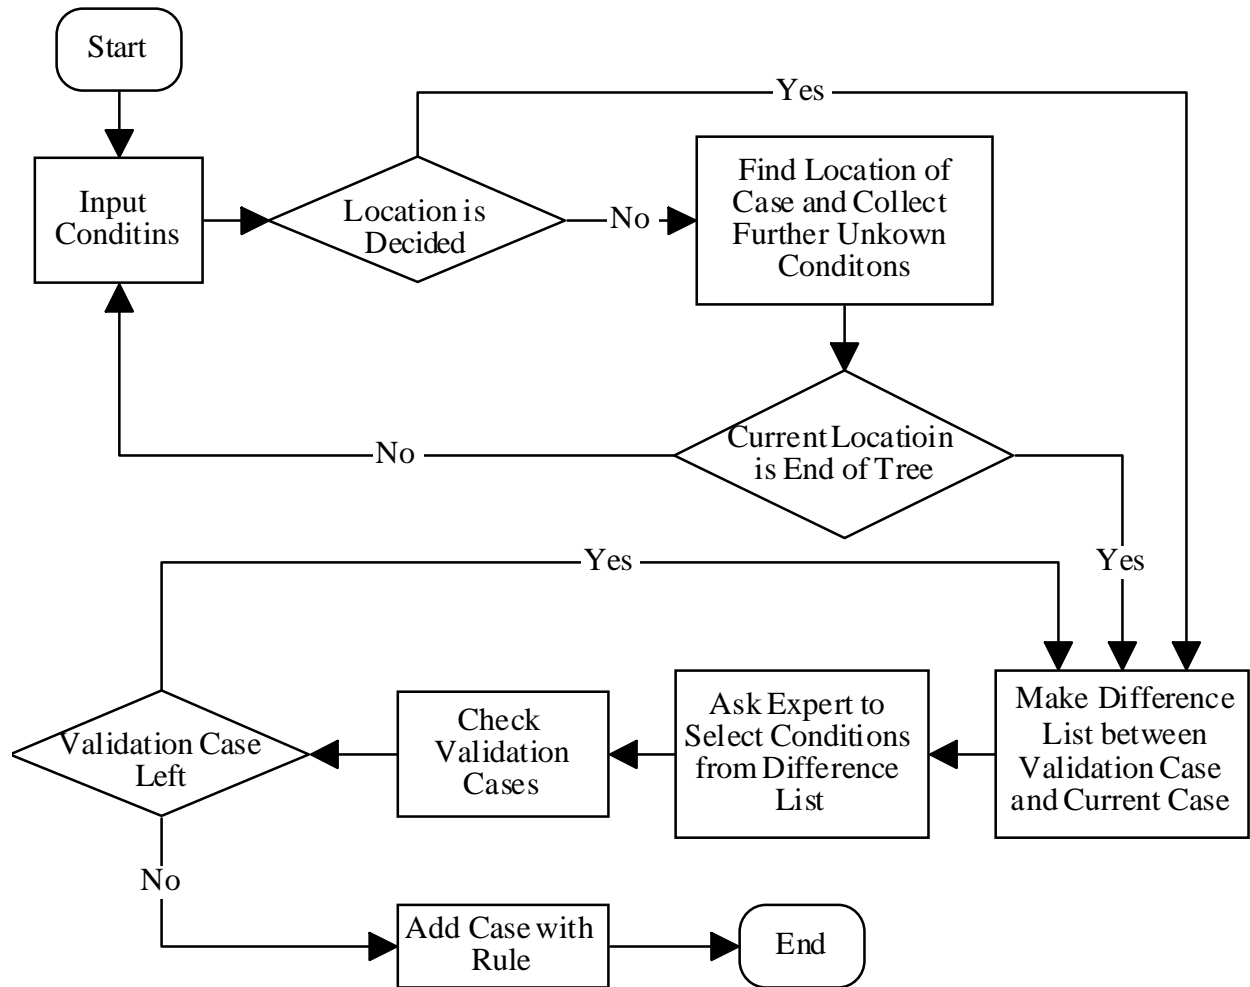 Start
Yes
Input
Conditins
Location is
Decided
No
Find Location of
Case and Collect
Further Unkown
Conditons
Current Locatioin
is End of Tree
No
Yes
Yes
Make Difference
List between
Validation Case
and Current Case
Ask Expert to
Select Conditions
from Difference
List
Check
Validation
Cases
Validation Case
Left
No
Add Case with
Rule
End